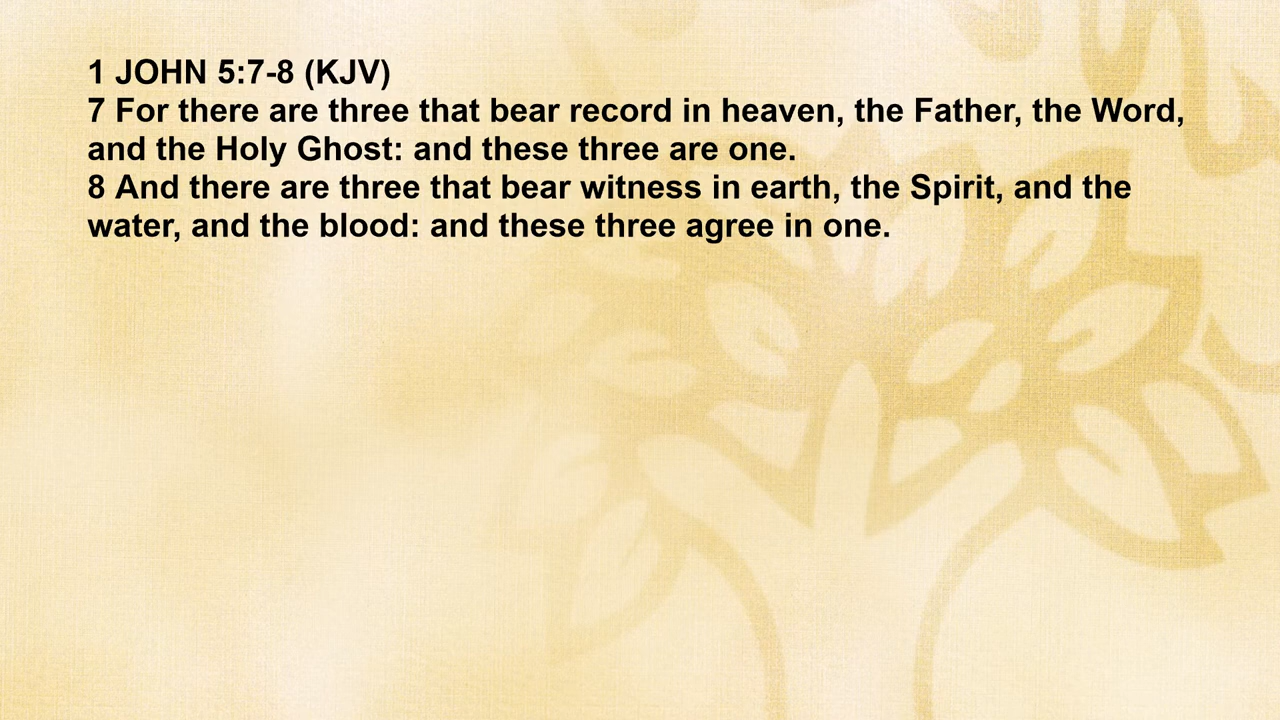 1 JOHN 5:7-8 (KJV)
7 For there are three that bear record in heaven, the Father, the Word,
and the Holy Ghost: and these three are one.
8 And there are three that bear witness in earth, the Spirit, and the
water, and the blood: and these three agree in one.